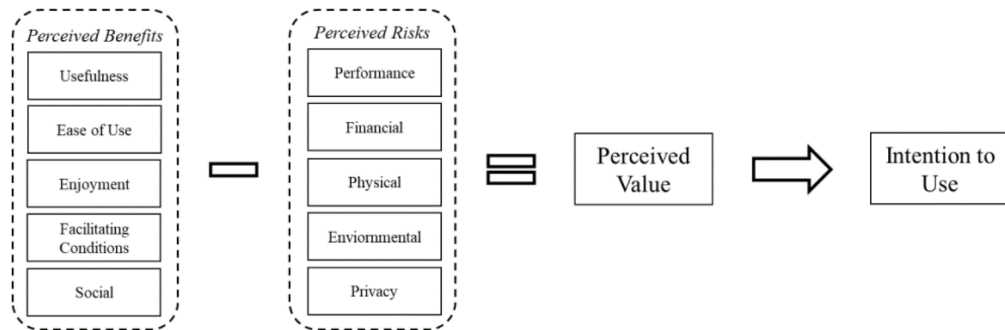 Perceived Benefits
Usefulness
Ease of Use
Enjoyment
Facilitating
Conditions
Social
Perceived Risks
Performance
Financial
Physical
Enviornmental
Privacy
Perceived
Value
Intention to
Use